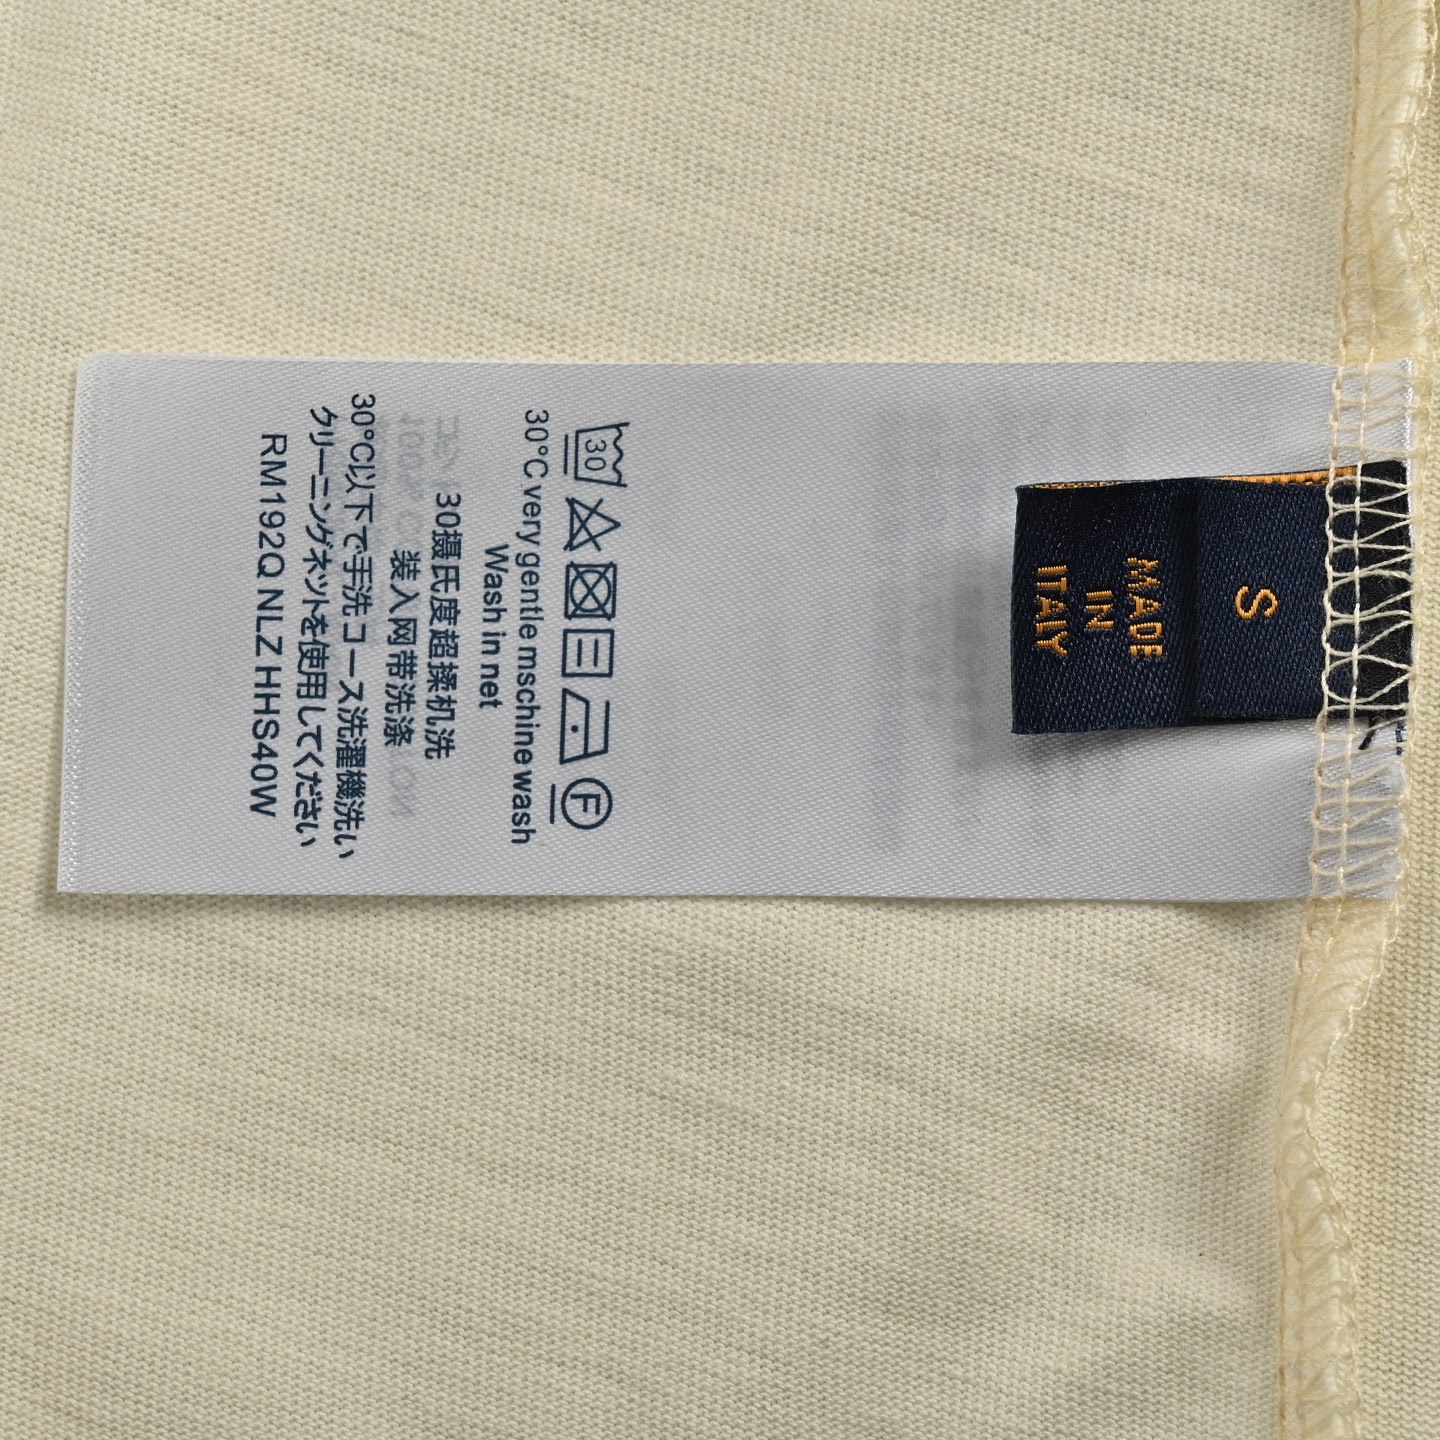 S
MADE
IN
ITALY
30
F
30°C very gentle mschine wash
Wash in net
30摄氏度超揉机洗
装入网带洗涤
30°C以下で手洗コース洗濯機洗い
クリーニングネットを使用してください
RM192Q NLZ HHS40W